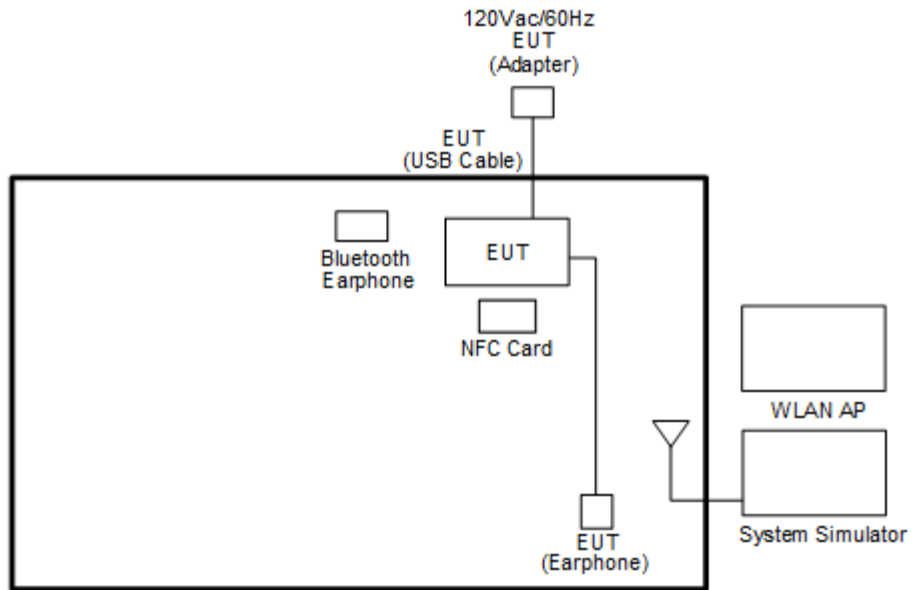 120Vac/60Hz
EUT
(Adapter)
EUT
(USB Cable)
Bluetooth
Earphone
EUT
NFC Card
WLAN AP
System Simulator
EUT
(Earphone)